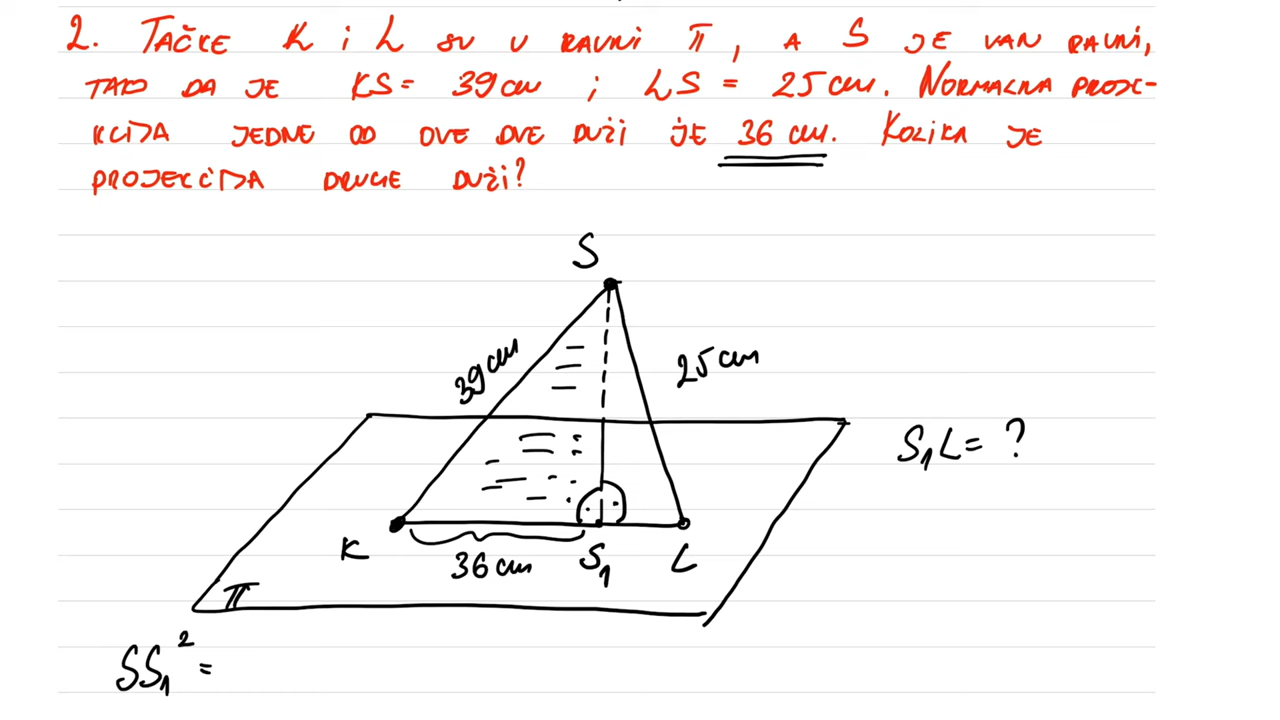 2. TAČKE K i L SU U RAVNI π, A S JE VAN RAVNI,
TAKO DA JE KS = 39 cm i LS = 25 cm. NORMALNA PROJE-
KCIJA JEDNE OD OVE DVE DUŽI JE 36 cm. KOLIKA JE
PROJEKCIJA DRUGE DUŽI?
S
39 cm
25 cm
S₁L = ?
K
36 cm
S₁
L
π
SS₁² =